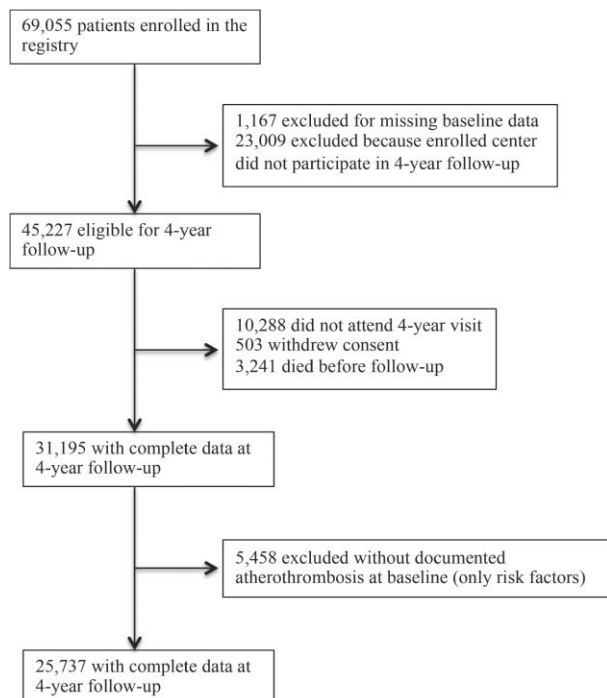 69,055 patients enrolled in the
registry
1,167 excluded for missing baseline data
23,009 excluded because enrolled center
did not participate in 4-year follow-up
45,227 eligible for 4-year
follow-up
10,288 did not attend 4-year visit
503 withdrew consent
3,241 died before follow-up
31,195 with complete data at
4-year follow-up
5,458 excluded without documented
atherothrombosis at baseline (only risk factors)
25,737 with complete data at
4-year follow-up